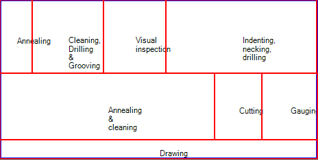 Annealing
Cleaning,
Drilling
&
Grooving
Visual
inspection
Indenting,
necking,
drilling
Annealing
&
cleaning
Cutting
Gauging
Drawing